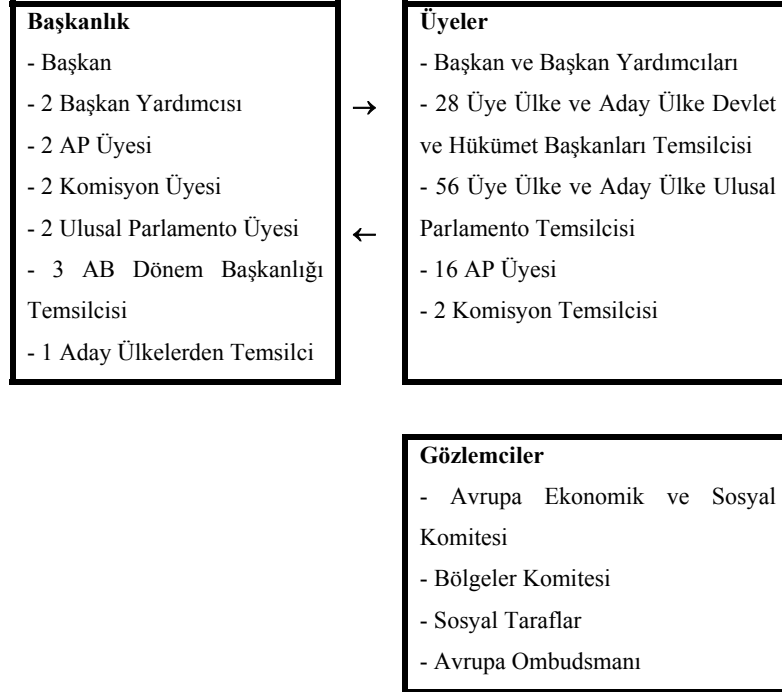 Başkanlık
- Başkan
- 2 Başkan Yardımcısı
- 2 AP Üyesi
- 2 Komisyon Üyesi
- 2 Ulusal Parlamento Üyesi
- 3 AB Dönem Başkanlığı
Temsilcisi
- 1 Aday Ülkelerden Temsilci
→
←
Üyeler
- Başkan ve Başkan Yardımcıları
- 28 Üye Ülke ve Aday Ülke Devlet
ve Hükümet Başkanları Temsilcisi
- 56 Üye Ülke ve Aday Ülke Ulusal
Parlamento Temsilcisi
- 16 AP Üyesi
- 2 Komisyon Temsilcisi
Gözlemciler
- Avrupa Ekonomik ve Sosyal
Komitesi
- Bölgeler Komitesi
- Sosyal Taraflar
- Avrupa Ombudsmanı